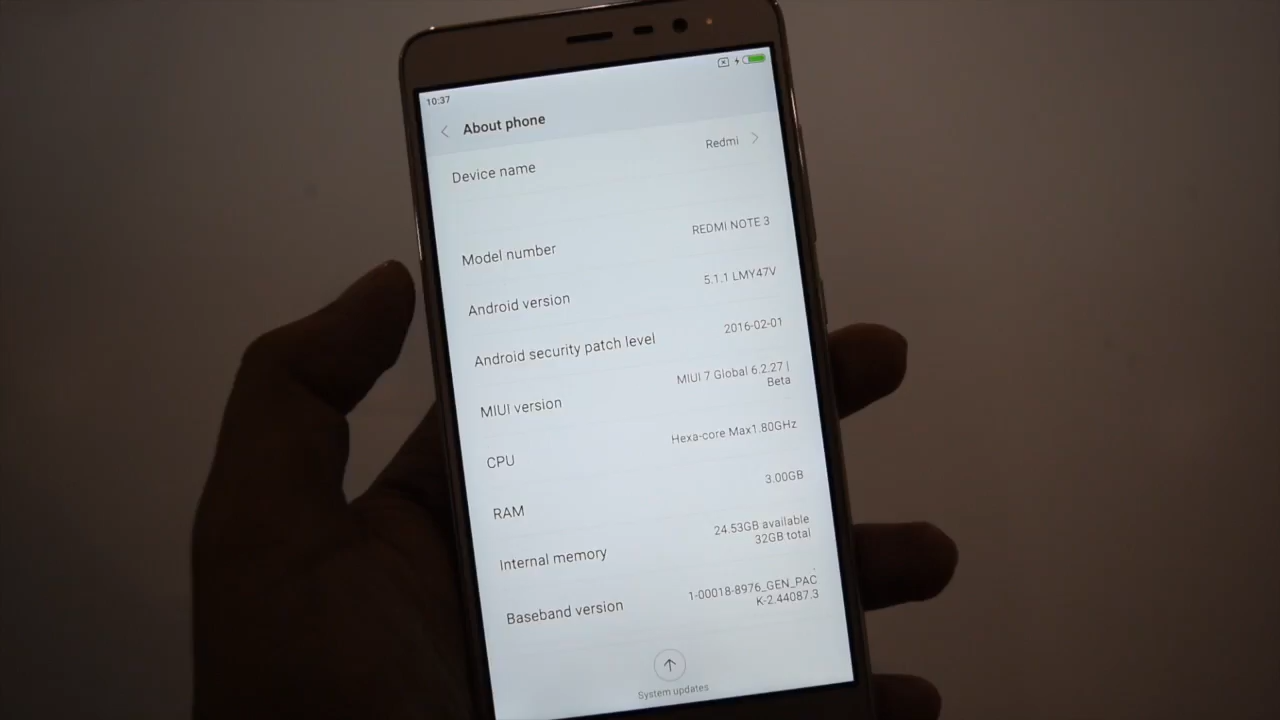 10:37
About phone
Device name
Redmi
Model number
REDMI NOTE 3
Android version
5.1.1 LMY47V
Android security patch level
2016-02-01
MIUI version
MIUI 7 Global 6.2.27 |
Beta
CPU
Hexa-core Max1.80GHz
RAM
3.00GB
Internal memory
24.53GB available
32GB total
Baseband version
1-00018-8976_GEN_PAC
K-2.44087.3
System updates